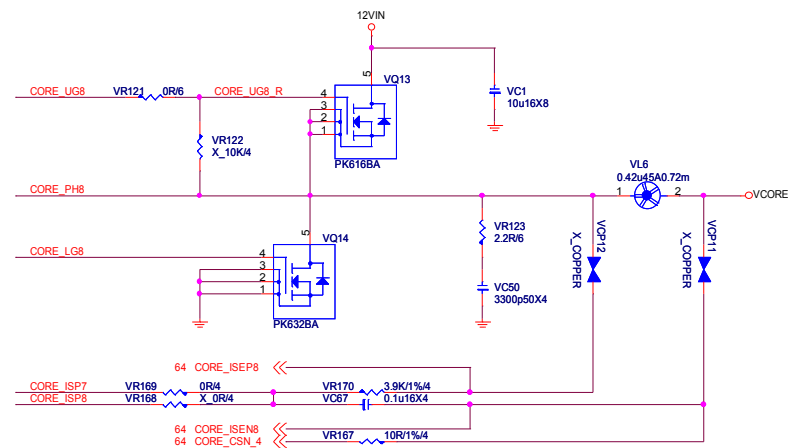 12VIN
5
VQ13
CORE_UG8 VR121 0R/6 CORE_UG8_R 4
3
2
1
VC1
10u16X8
VR122
X_10K/4
PK616BA
VL6
0.42u45A0.72m
CORE_PH8
1 2
VCORE
5
VQ14
VR123
2.2R/6
VCP12
X_COPPER
VCP11
X_COPPER
CORE_LG8 4
3
2
1
VC50
3300p50X4
PK632BA
64 CORE_ISEP8
CORE_ISP7 VR169 0R/4 VR170 3.9K/1%/4
CORE_ISP8 VR168 X_0R/4 VC67 0.1u16X4
64 CORE_ISEN8
64 CORE_CSN_4 VR167 10R/1%/4